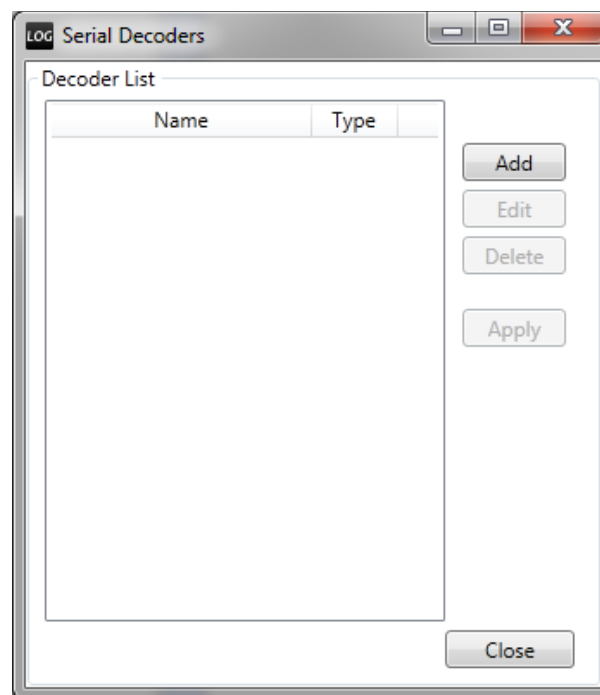 LOG Serial Decoders
Decoder List
Name Type
Add
Edit
Delete
Apply
Close